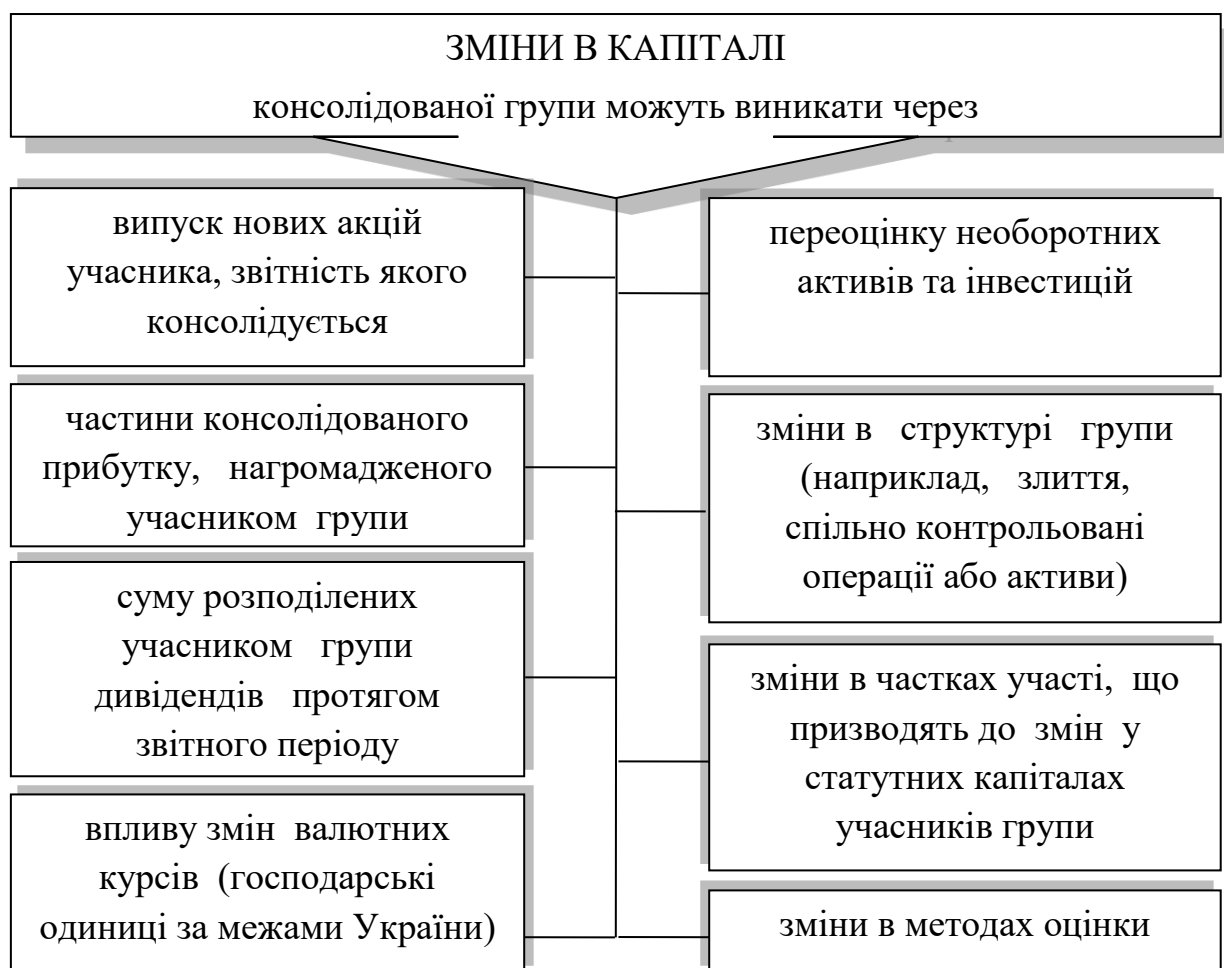 ЗМІНИ В КАПІТАЛІ
консолідованої групи можуть виникати через
випуск нових акцій
учасника, звітність якого
консолідується
частини консолідованого
прибутку, нагромадженого
учасником групи
суму розподілених
учасником групи
дивідендів протягом
звітного періоду
впливу змін валютних
курсів (господарські
одиниці за межами України)
переоцінку необоротних
активів та інвестицій
зміни в структурі групи
(наприклад, злиття,
спільно контрольовані
операції або активи)
зміни в частках участі, що
призводять до змін у
статутних капіталах
учасників групи
зміни в методах оцінки